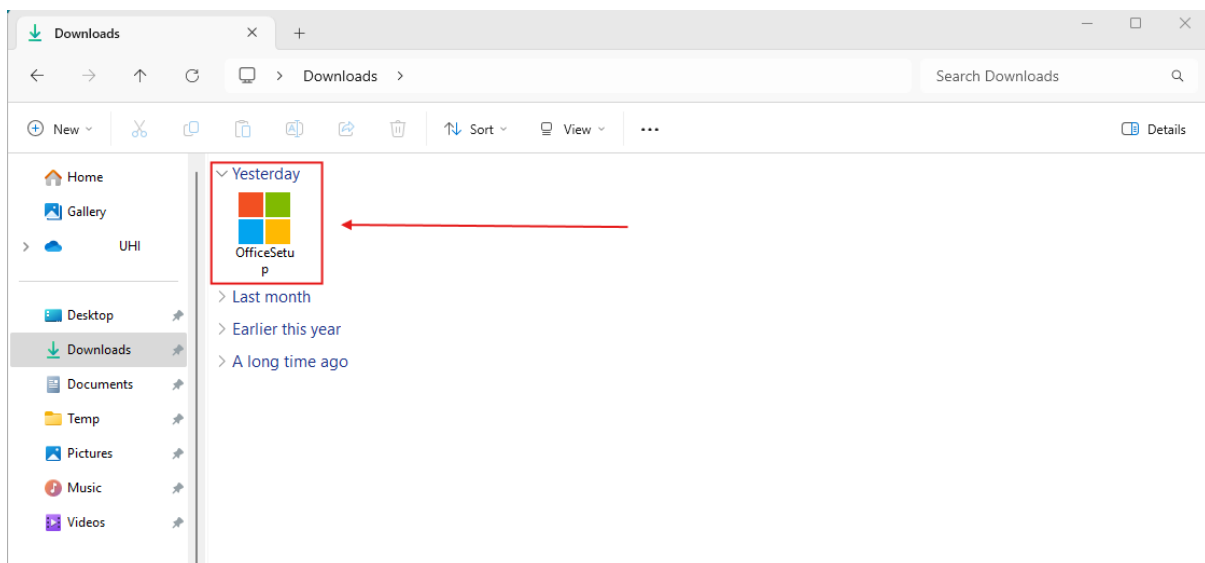 Downloads
Downloads
Search Downloads
New
Sort
View
Details
Home
Gallery
UHI
Desktop
Downloads
Documents
Temp
Pictures
Music
Videos
Yesterday
OfficeSetu
p
Last month
Earlier this year
A long time ago